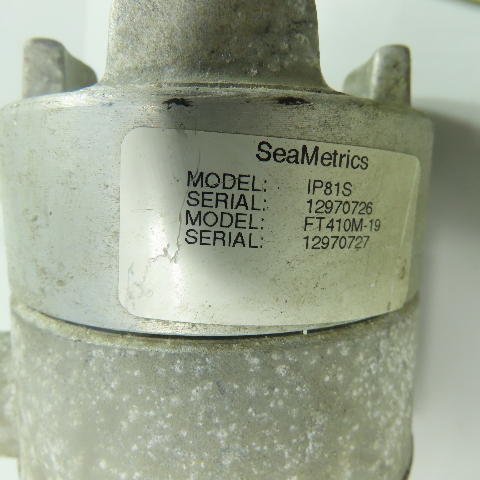 SeaMetrics
MODEL: IP81S
SERIAL: 12970726
MODEL: FT410M-19
SERIAL: 12970727